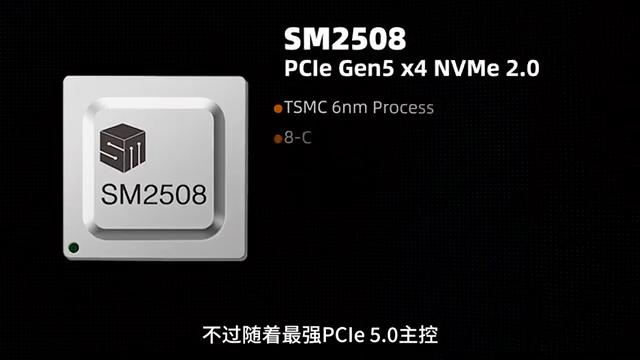 SM2508
PCIe Gen5 x4 NVMe 2.0
TSMC 6nm Process
8-C
SM
SM2508
不过随着最强PCIe 5.0主控